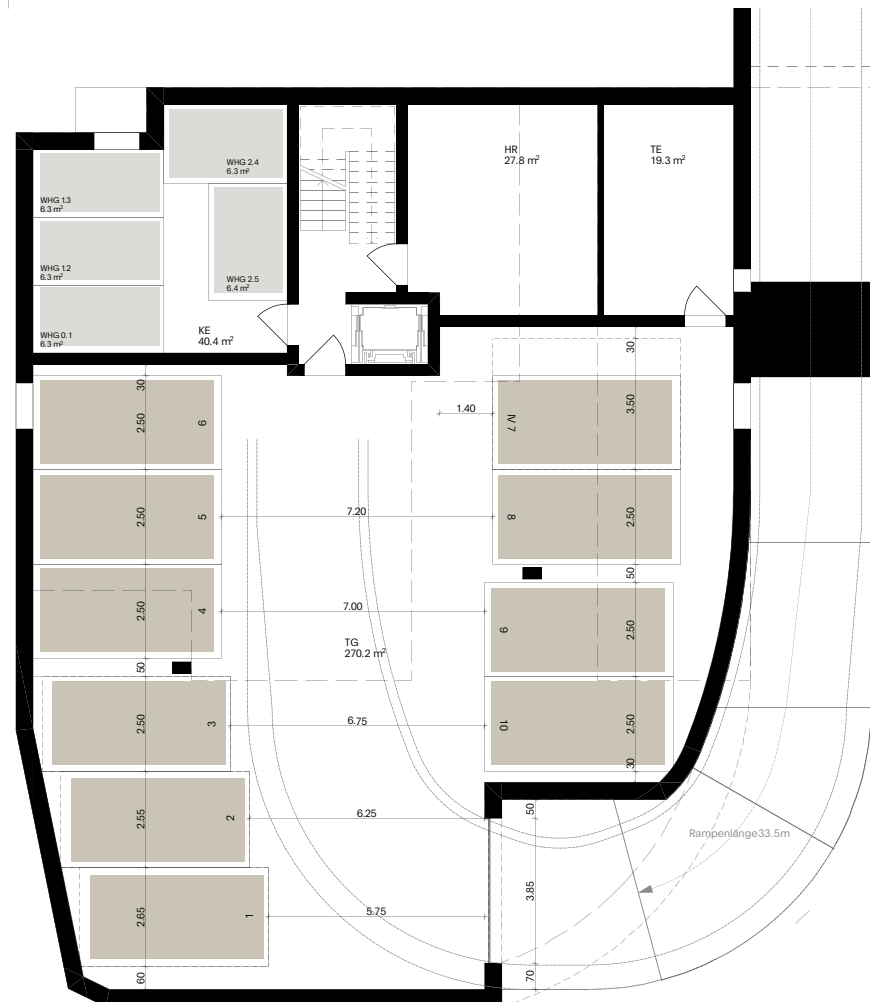 WHG 2.4
6.3 m²
HR
27.8 m²
TE
19.3 m²
WHG 1.3
6.3 m²
WHG 1.2
6.3 m²
WHG 2.5
6.4 m²
WHG 0.1
6.3 m²
KE
40.4 m²
30
30
2.50
6
1.40
IV 7
3.50
2.50
5
7.20
8
2.50
50
2.50
4
7.00
9
2.50
TG
270.2 m²
50
2.50
3
6.75
10
2.50
30
2.55
2
6.25
50
Rampenlänge33.5m
2.65
1
5.75
3.85
60
70